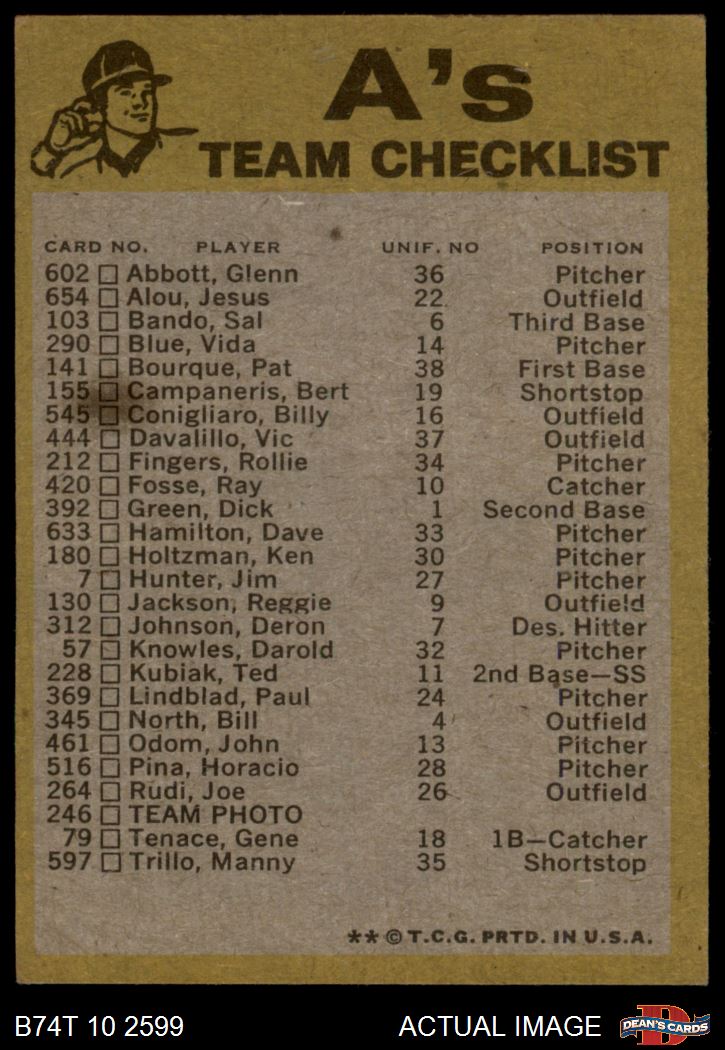 A's
TEAM CHECKLIST
CARD NO. PLAYER UNIF. NO POSITION
602 Abbott, Glenn 36 Pitcher
654 Alou, Jesus 22 Outfield
103 Bando, Sal 6 Third Base
290 Blue, Vida 14 Pitcher
141 Bourque, Pat 38 First Base
155 Campaneris, Bert 19 Shortstop
545 Conigliaro, Billy 16 Outfield
444 Davalillo, Vic 37 Outfield
212 Fingers, Rollie 34 Pitcher
420 Fosse, Ray 10 Catcher
392 Green, Dick 1 Second Base
633 Hamilton, Dave 33 Pitcher
180 Holtzman, Ken 30 Pitcher
7 Hunter, Jim 27 Pitcher
130 Jackson, Reggie 9 Outfield
312 Johnson, Deron 7 Des. Hitter
57 Knowles, Darold 32 Pitcher
228 Kubiak, Ted 11 2nd Base—SS
369 Lindblad, Paul 24 Pitcher
345 North, Bill 4 Outfield
461 Odom, John 13 Pitcher
516 Pina, Horacio 28 Pitcher
264 Rudi, Joe 26 Outfield
246 TEAM PHOTO
79 Tenace, Gene 18 1B—Catcher
597 Trillo, Manny 35 Shortstop
**©T.C.G. PRTD. IN U.S.A.
B74T 10 2599 ACTUAL IMAGE D DEAN'S CARDS